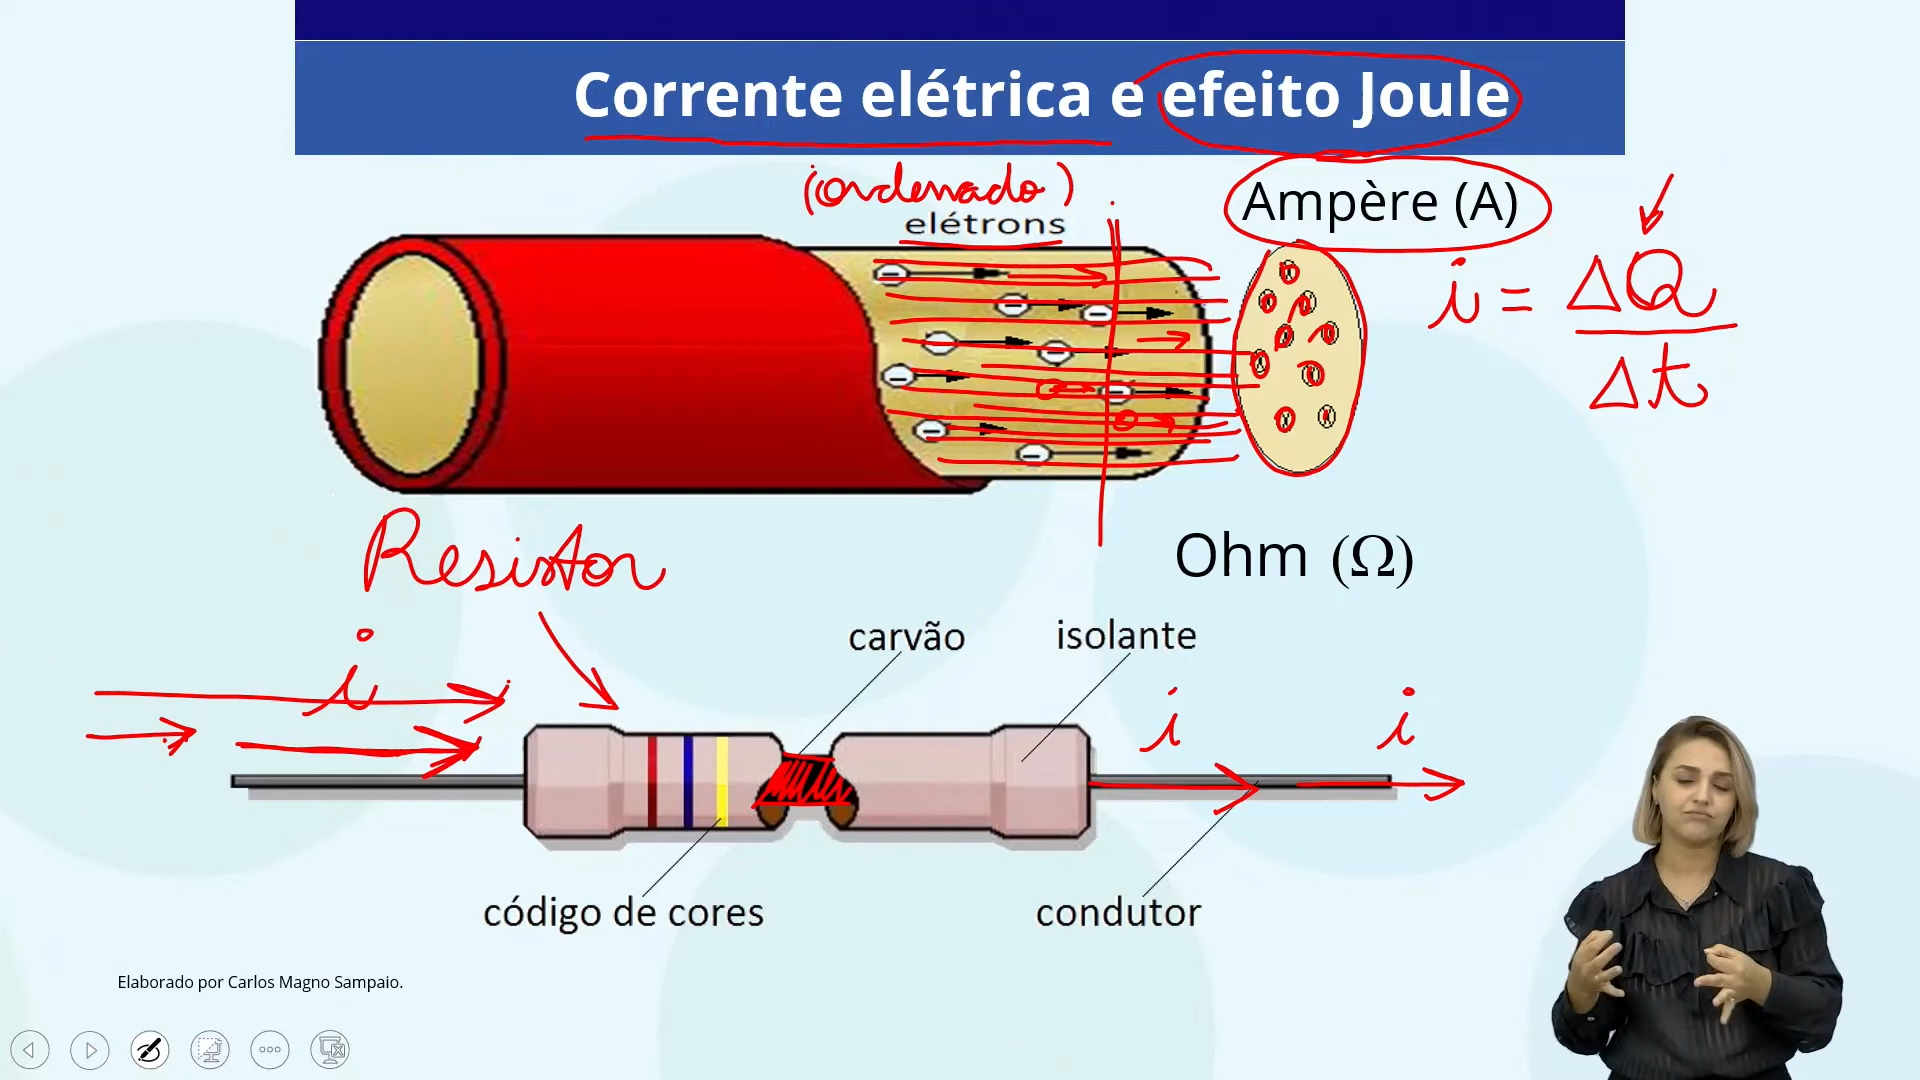 Corrente elétrica e efeito Joule
(ordenado)
elétrons
Ampère (A)
i = ΔQ
Δt
Resistor
Ohm (Ω)
carvão
isolante
i
i
i
código de cores
condutor
Elaborado por Carlos Magno Sampaio.